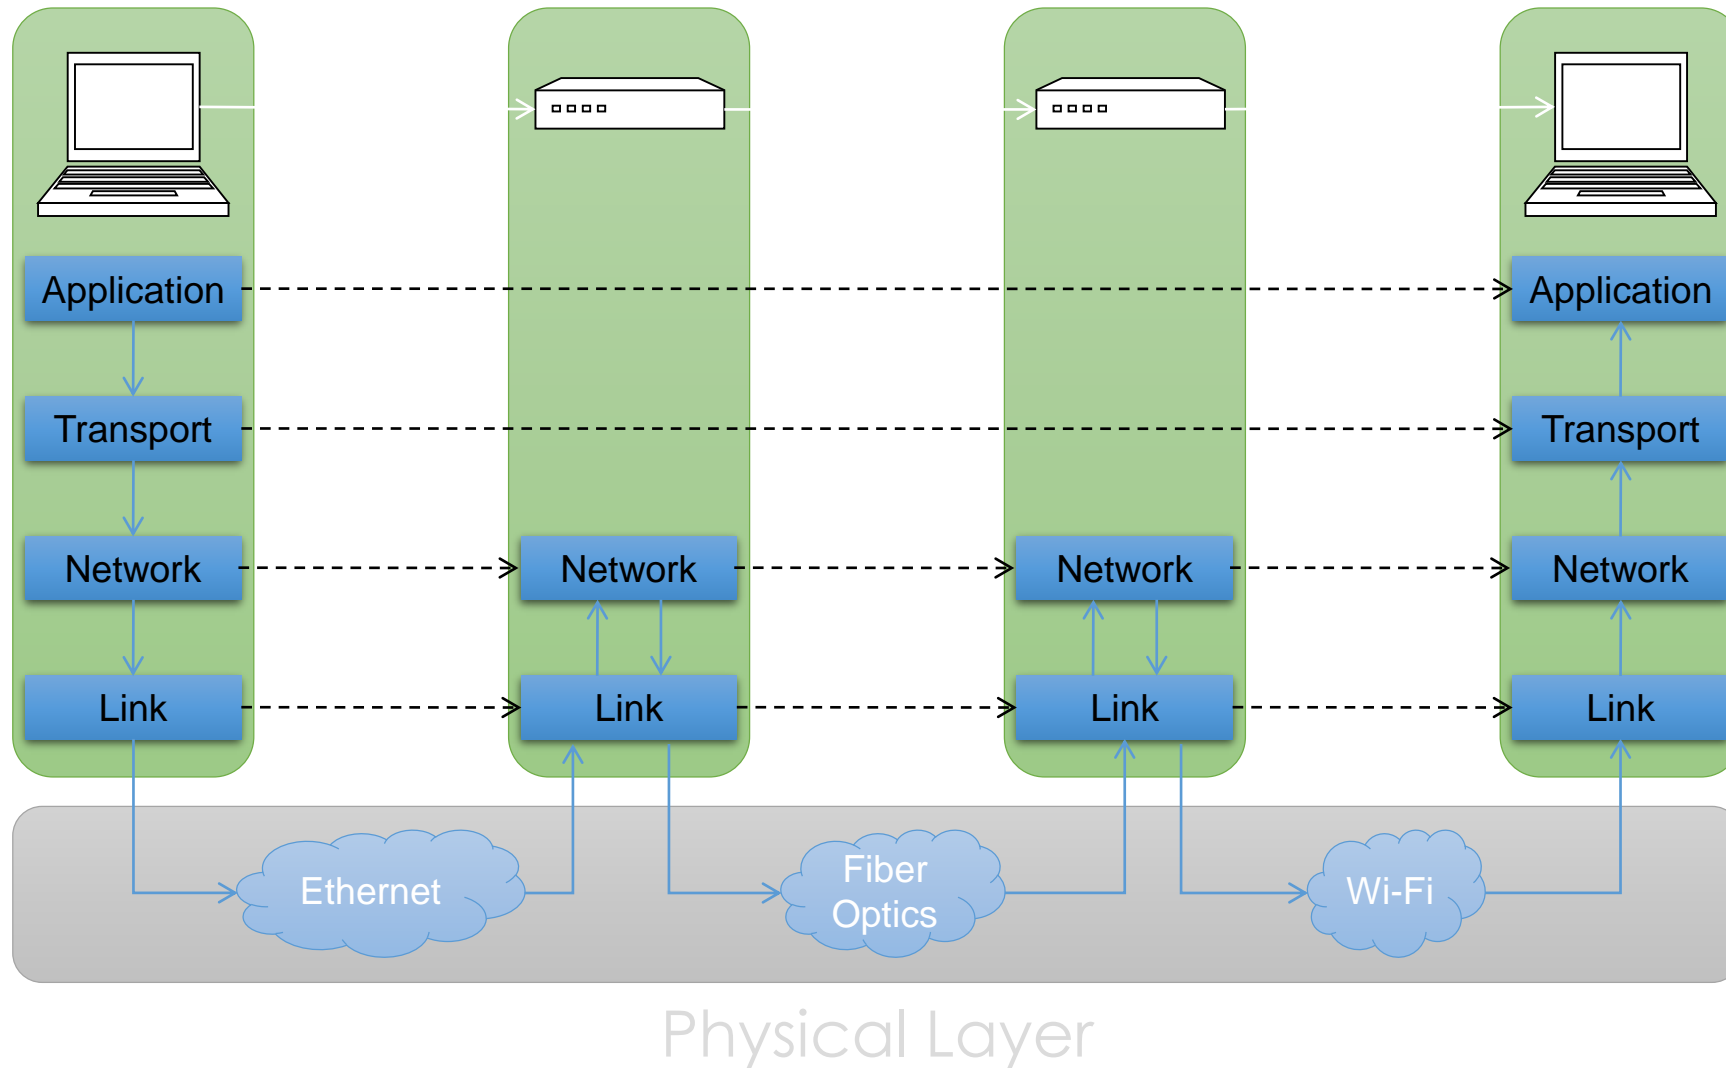 Application
Application
Transport
Transport
Network
Network
Network
Network
Link
Link
Link
Link
Ethernet
Fiber
Optics
Wi-Fi
Physical Layer